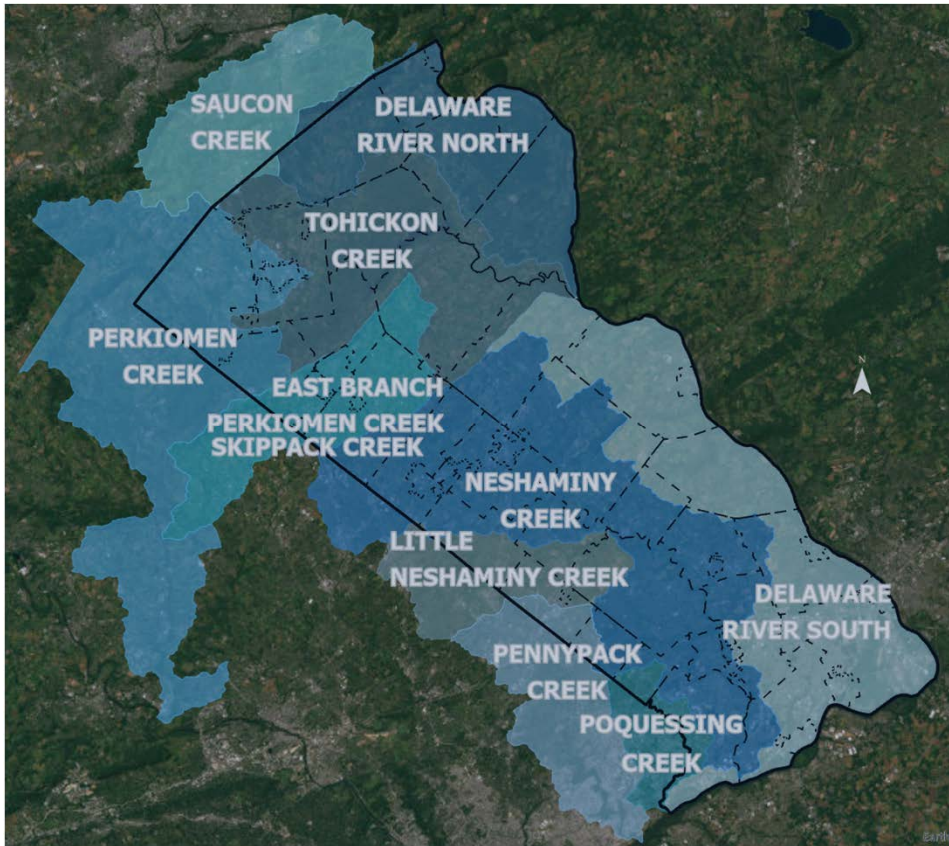 SAUCON
CREEK
DELAWARE
RIVER NORTH
TOHICKON
CREEK
PERKIOMEN
CREEK
EAST BRANCH
PERKIOMEN CREEK
SKIPPACK CREEK
NESHAMINY
CREEK
LITTLE
NESHAMINY CREEK
DELAWARE
RIVER SOUTH
PENNYPACK
CREEK
POQUESSING
CREEK
N
Earth